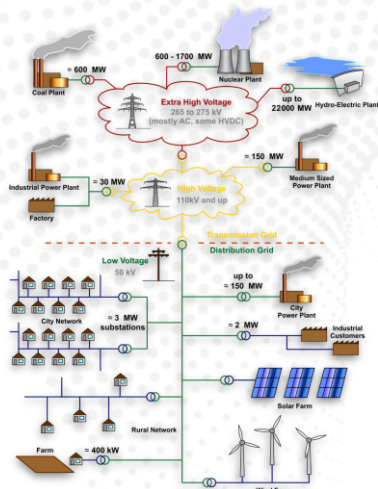 ≈ 600 MW
Coal Plant
600 - 1700 MW
Nuclear Plant
up to
22000 MW
Hydro-Electric Plant
Extra High Voltage
265 to 275 kV
(mostly AC, some HVDC)
Industrial Power Plant
≈ 30 MW
Factory
High Voltage
110kV and up
≈ 150 MW
Medium Sized
Power Plant
Transmission Grid
Distribution Grid
Low Voltage
50 kV
City Network
≈ 3 MW
substations
up to
≈ 150 MW
City
Power Plant
≈ 2 MW
Industrial
Customers
Solar Farm
Rural Network
Farm
≈ 400 kW